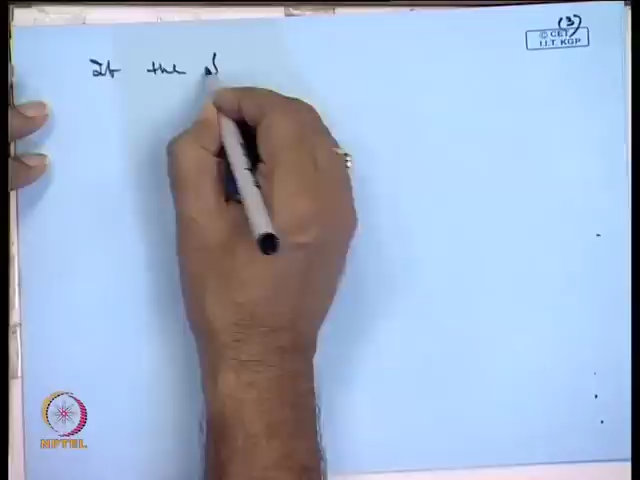 (3)
© CET
I.I.T. KGP
If the
NPTEL